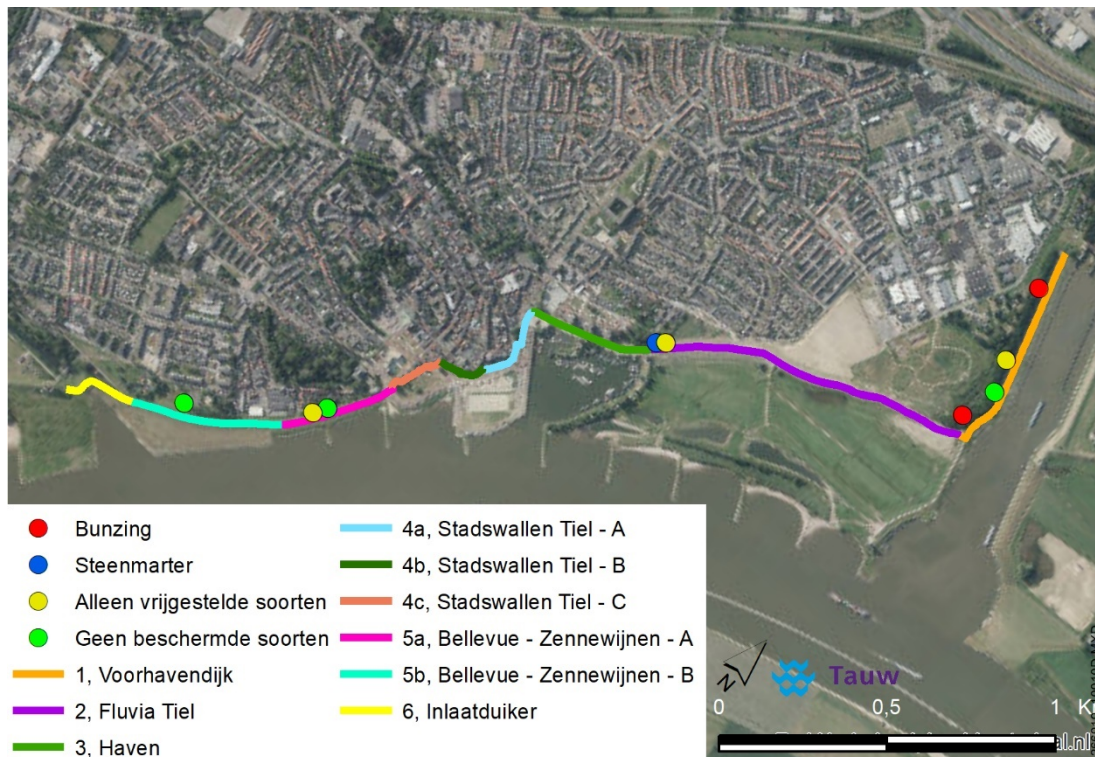 Bunzing
Steenmarter
Alleen vrijgestelde soorten
Geen beschermde soorten
1, Voorhavendijk
2, Fluvia Tiel
3, Haven
4a, Stadswallen Tiel - A
4b, Stadswallen Tiel - B
4c, Stadswallen Tiel - C
5a, Bellevue - Zennewijnen - A
5b, Bellevue - Zennewijnen - B
6, Inlaatduiker
N
Tauw
0 0,5 1